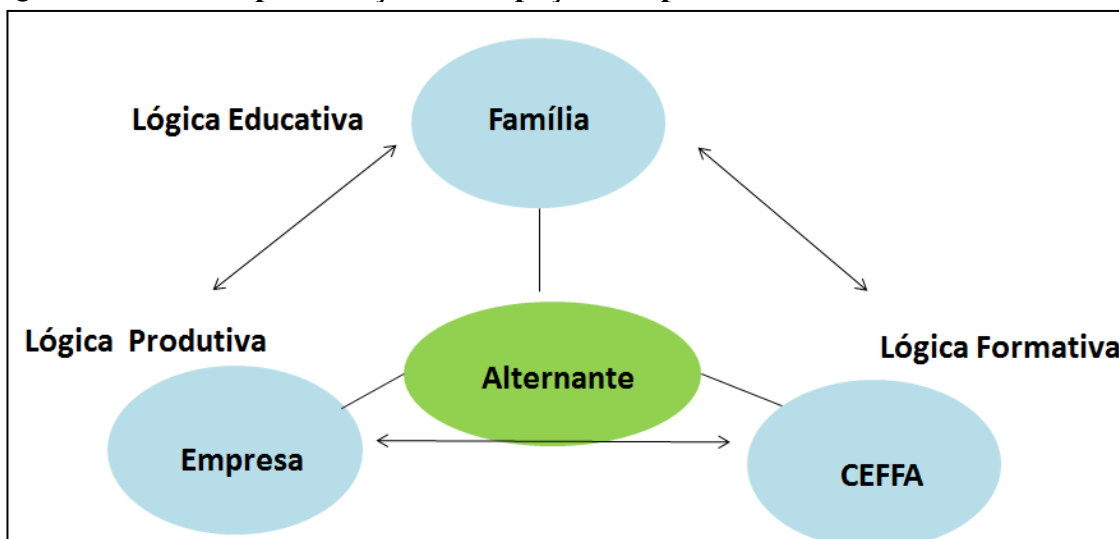 Lógica Educativa
Família
Lógica Produtiva
Lógica Formativa
Alternante
Empresa
CEFFA